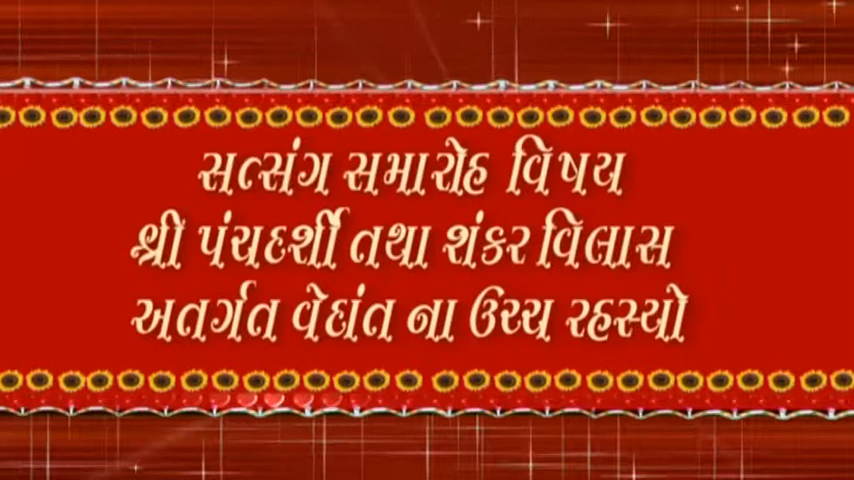 સત્સંગ સમારોહ વિષય
શ્રી પંચદર્શી તથા શંકર વિલાસ
અતર્ગત વેદાંત ના ઉચ્ચ રહસ્યો